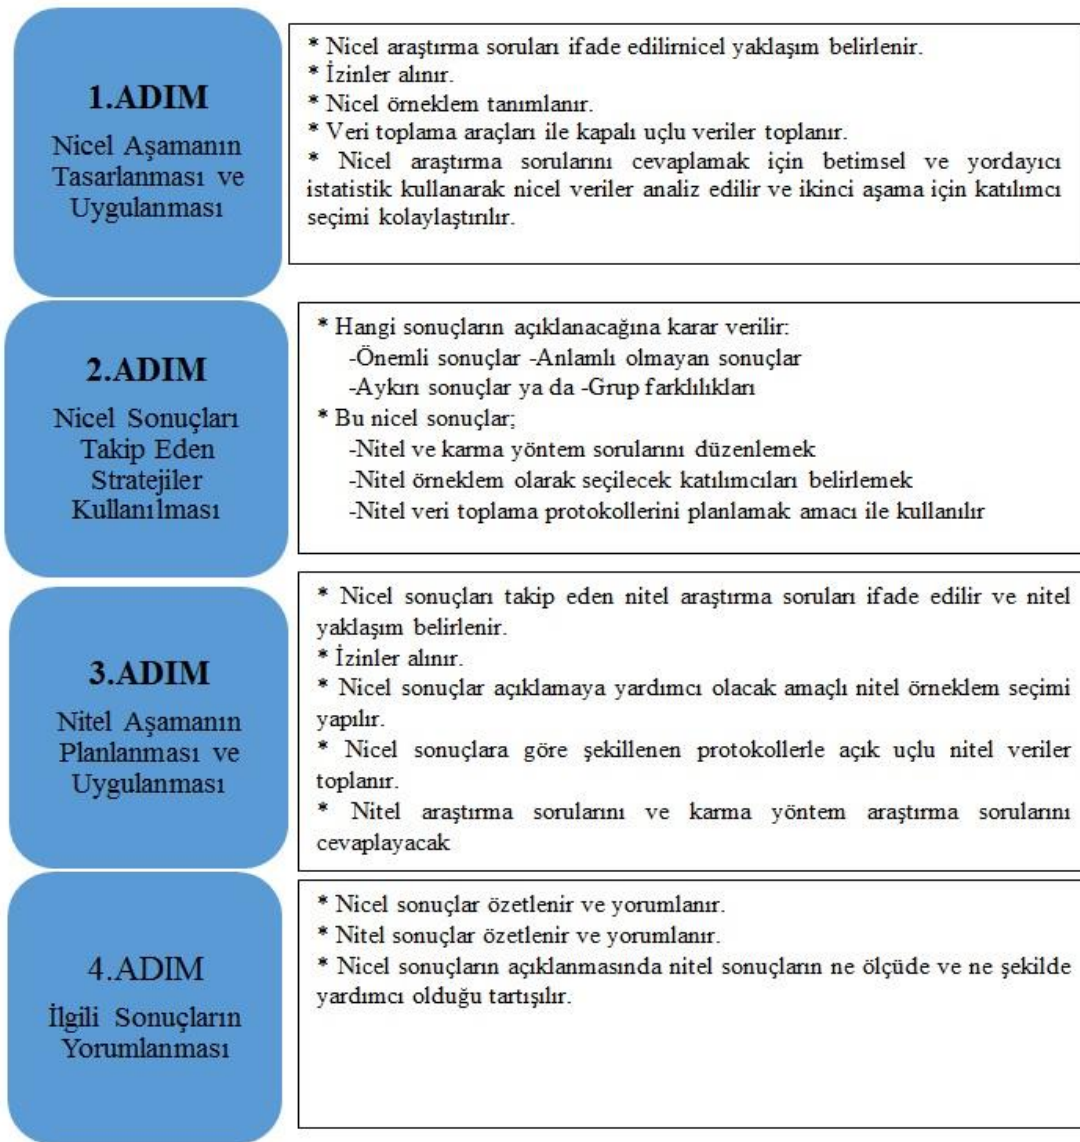 1.ADIM
Nicel Aşamanın
Tasarlanması ve
Uygulanması
* Nicel araştırma soruları ifade edilirnicel yaklaşım belirlenir.
* İzinler alınır.
* Nicel örneklem tanımlanır.
* Veri toplama araçları ile kapalı uçlu veriler toplanır.
* Nicel araştırma sorularını cevaplamak için betimsel ve yordayıcı
istatistik kullanarak nicel veriler analiz edilir ve ikinci aşama için katılımcı
seçimi kolaylaştırılır.
2.ADIM
Nicel Sonuçları
Takip Eden
Stratejiler
Kullanılması
* Hangi sonuçların açıklanacağına karar verilir:
-Önemli sonuçlar -Anlamlı olmayan sonuçlar
-Aykırı sonuçlar ya da -Grup farklılıkları
* Bu nicel sonuçlar;
-Nitel ve karma yöntem sorularını düzenlemek
-Nitel örneklem olarak seçilecek katılımcıları belirlemek
-Nitel veri toplama protokollerini planlamak amacı ile kullanılır
3.ADIM
Nitel Aşamanın
Planlanması ve
Uygulanması
* Nicel sonuçları takip eden nitel araştırma soruları ifade edilir ve nitel
yaklaşım belirlenir.
* İzinler alınır.
* Nicel sonuçlar açıklamaya yardımcı olacak amaçlı nitel örneklem seçimi
yapılır.
* Nicel sonuçlara göre şekillenen protokollerle açık uçlu nitel veriler
toplanır.
* Nitel araştırma sorularını ve karma yöntem araştırma sorularını
cevaplayacak
4.ADIM
İlgili Sonuçların
Yorumlanması
* Nicel sonuçlar özetlenir ve yorumlanır.
* Nitel sonuçlar özetlenir ve yorumlanır.
* Nicel sonuçların açıklanmasında nitel sonuçların ne ölçüde ve ne şekilde
yardımcı olduğu tartışılır.